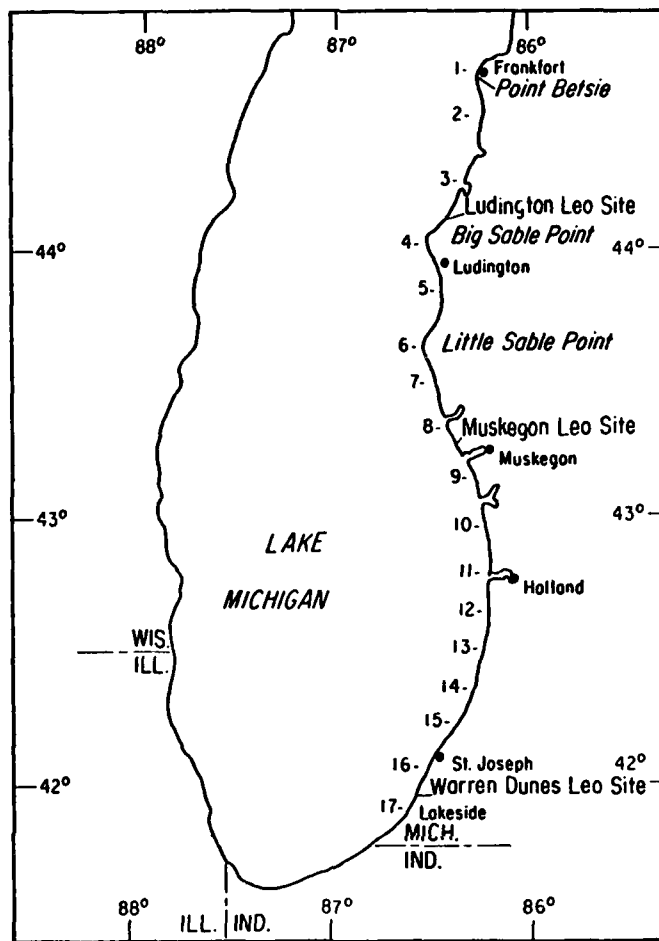 88° 87° 86°
1- Frankfort
Point Betsie
2-
3-
Ludington Leo Site
4- Big Sable Point
44° 44°
Ludington
5-
6- Little Sable Point
7-
8- Muskegon Leo Site
Muskegon
9-
43° 43°
10-
LAKE
11-
Holland
MICHIGAN
12-
WIS.
13-
ILL.
14-
15-
16- St. Joseph 42°
42° Warren Dunes Leo Site
17- Lakeside
MICH.
IND.
88° 87° 86°
ILL. IND.